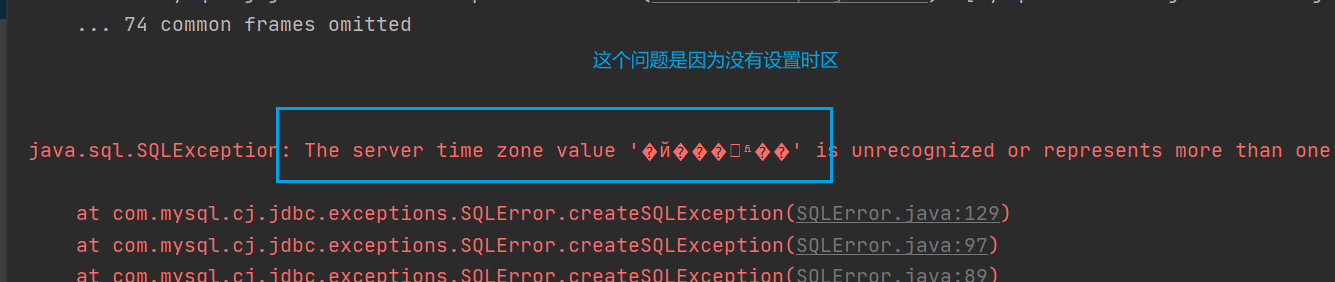 ... 74 common frames omitted
这个问题是因为没有设置时区
java.sql.SQLException: The server time zone value '�й���׼ʱ��' is unrecognized or represents more than one
at com.mysql.cj.jdbc.exceptions.SQLError.createSQLException(SQLError.java:129)
at com.mysql.cj.jdbc.exceptions.SQLError.createSQLException(SQLError.java:97)
at com.mysql.cj.jdbc.exceptions.SQLError.createSQLException(SQLError.java:89)